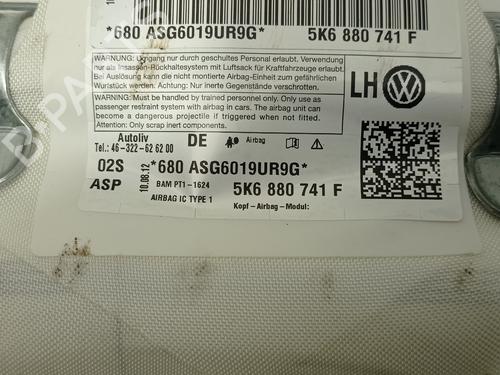 *680 ASG6019UR9G*
5K6 880 741 F
WARNUNG: Umgang nur durch geschultes Personal erlaubt. Verwendung
nur als Insassen-Rückhaltesystem mit Luftsack für Kraftfahrzeuge erlaubt.
Bei Auslösung kann die nicht montierte Airbag-Einheit zum gefährlichen
Wurfstück werden. Achtung: Nur inerte Gegenstände verschrotten.
WARNING: Must be handled by trained personnel only. Only use as
passenger restraint system with airbag in cars. The airbag unit can
become a dangerous projectile if triggered when not mounted.
Attention: Only scrap inert components.
LH
Autoliv
Tel.: 46-322-62 62 00
DE
Airbag
02S
ASP
10.08.12
*680 ASG6019UR9G*
BAM PT1-1624
5K6 880 741 F
AIRBAG IC TYPE 1
Kopf-Airbag-Modul:
B-PARTS